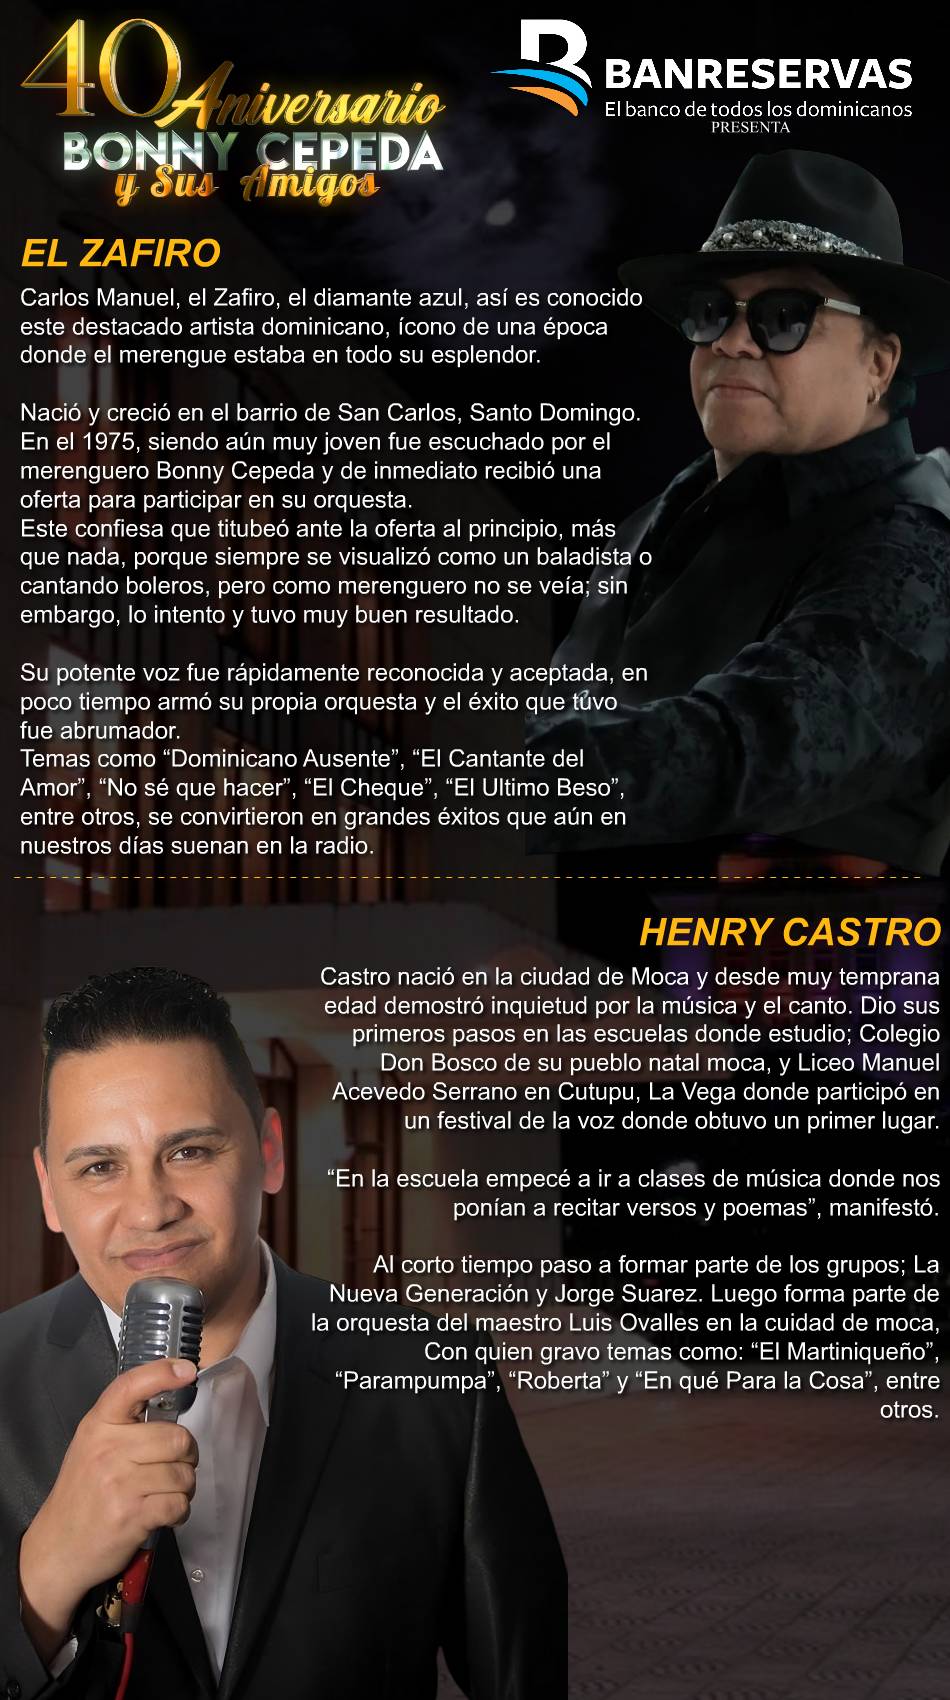 40 Aniversario
BONNY CEPEDA
y Sus Amigos
B
BANRESERVAS
El banco de todos los dominicanos
PRESENTA
EL ZAFIRO
Carlos Manuel, el Zafiro, el diamante azul, así es conocido
este destacado artista dominicano, ícono de una época
donde el merengue estaba en todo su esplendor.
Nació y creció en el barrio de San Carlos, Santo Domingo.
En el 1975, siendo aún muy joven fue escuchado por el
merenguero Bonny Cepeda y de inmediato recibió una
oferta para participar en su orquesta.
Este confiesa que titubeó ante la oferta al principio, más
que nada, porque siempre se visualizó como un baladista o
cantando boleros, pero como merenguero no se veía; sin
embargo, lo intento y tuvo muy buen resultado.
Su potente voz fue rápidamente reconocida y aceptada, en
poco tiempo armó su propia orquesta y el éxito que tuvo
fue abrumador.
Temas como “Dominicano Ausente”, “El Cantante del
Amor”, “No sé que hacer”, “El Cheque”, “El Ultimo Beso”,
entre otros, se convirtieron en grandes éxitos que aún en
nuestros días suenan en la radio.
HENRY CASTRO
Castro nació en la ciudad de Moca y desde muy temprana
edad demostró inquietud por la música y el canto. Dio sus
primeros pasos en las escuelas donde estudio; Colegio
Don Bosco de su pueblo natal moca, y Liceo Manuel
Acevedo Serrano en Cutupu, La Vega donde participó en
un festival de la voz donde obtuvo un primer lugar.
“En la escuela empecé a ir a clases de música donde nos
ponían a recitar versos y poemas”, manifestó.
Al corto tiempo paso a formar parte de los grupos; La
Nueva Generación y Jorge Suarez. Luego forma parte de
la orquesta del maestro Luis Ovalles en la cuidad de moca,
Con quien gravo temas como: “El Martiniqueño”,
“Parampumpa”, “Roberta” y “En qué Para la Cosa”, entre
otros.